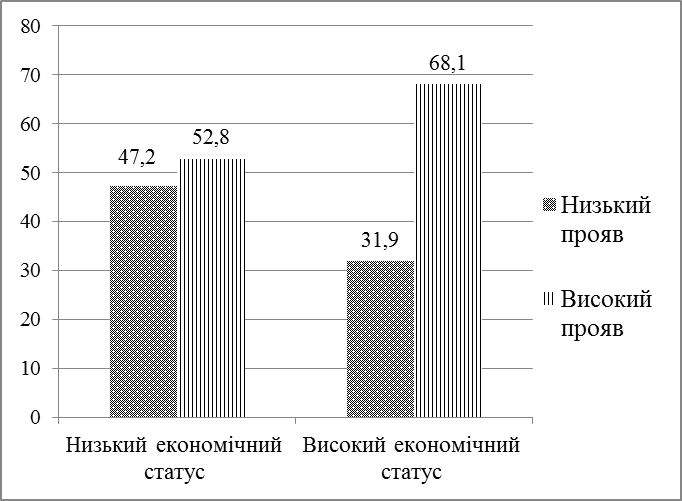 80
70
60
50
40
30
20
10
0
47,2
52,8
31,9
68,1
Низький економічний
статус
Високий економічний
статус
Низький
прояв
Високий
прояв